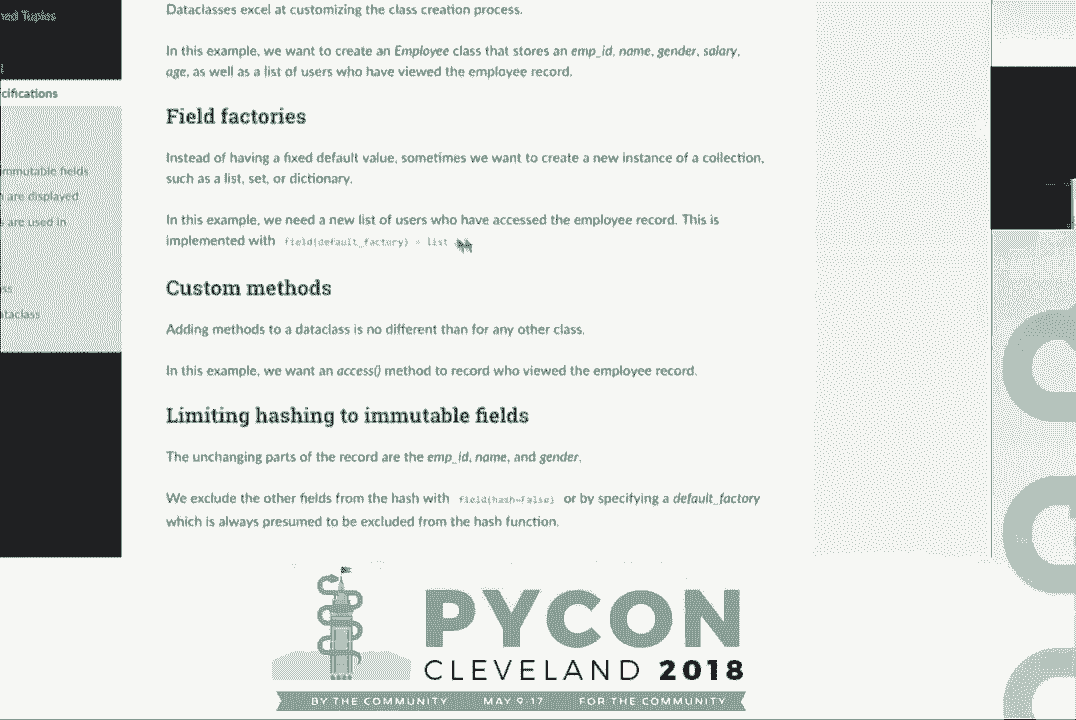 ned Tuples
cifications
mmutable fields
are displayed
are used in
ss
ataclass
Dataclasses excel at customizing the class creation process.
In this example, we want to create an Employee class that stores an emp_id, name, gender, salary,
age, as well as a list of users who have viewed the employee record.
Field factories
Instead of having a fixed default value, sometimes we want to create a new instance of a collection,
such as a list, set, or dictionary.
In this example, we need a new list of users who have accessed the employee record. This is
implemented with field(default_factory) = list
Custom methods
Adding methods to a dataclass is no different than for any other class.
In this example, we want an access() method to record who viewed the employee record.
Limiting hashing to immutable fields
The unchanging parts of the record are the emp_id, name, and gender.
We exclude the other fields from the hash with field(hash=False) or by specifying a default_factory
which is always presumed to be excluded from the hash function.
PYCON
CLEVELAND 2018
BY THE COMMUNITY MAY 9-17 FOR THE COMMUNITY